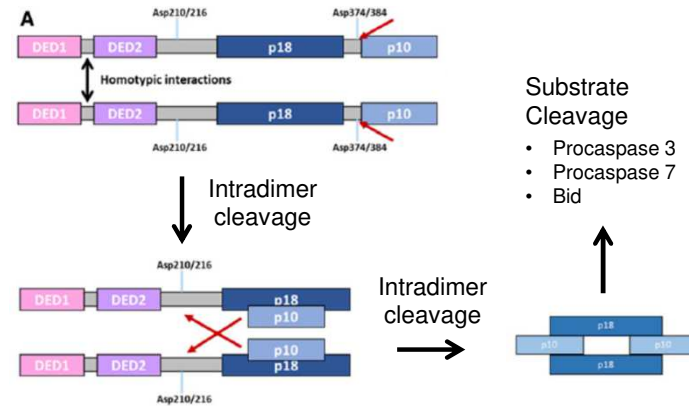 A
Asp210/216
Asp374/384
DED1
DED2
p18
p10
Homotypic interactions
DED1
DED2
p18
p10
Asp210/216
Asp374/384
Intradimer
cleavage
Asp210/216
DED1
DED2
p18
p10
p10
DED1
DED2
p18
Asp210/216
Intradimer
cleavage
Substrate
Cleavage
• Procaspase 3
• Procaspase 7
• Bid
p18
p10
p10
p18